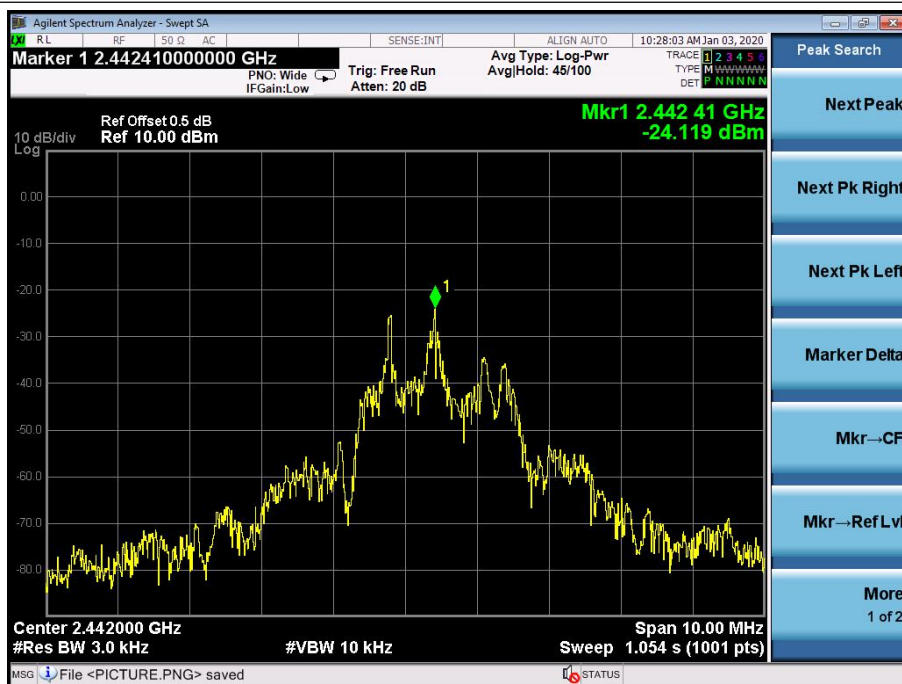 Agilent Spectrum Analyzer - Swept SA
LXI RL RF 50 Ω AC SENSE:INT ALIGN AUTO 10:28:03 AM Jan 03, 2020
Marker 1 2.442410000000 GHz
PNO: Wide
IFGain:Low
Trig: Free Run
Atten: 20 dB
Avg Type: Log-Pwr
Avg|Hold: 45/100
TRACE 1 2 3 4 5 6
TYPE M WWWWW
DET P N N N N N
Peak Search
Mkr1 2.442 41 GHz
-24.119 dBm
Ref Offset 0.5 dB
10 dB/div Ref 10.00 dBm
Log
0.00
-10.0
-20.0
-30.0
-40.0
-50.0
-60.0
-70.0
-80.0
1
Center 2.442000 GHz Span 10.00 MHz
#Res BW 3.0 kHz #VBW 10 kHz Sweep 1.054 s (1001 pts)
MSG File <PICTURE.PNG> saved STATUS
Next Peak
Next Pk Right
Next Pk Left
Marker Delta
Mkr→CF
Mkr→Ref Lvl
More
1 of 2